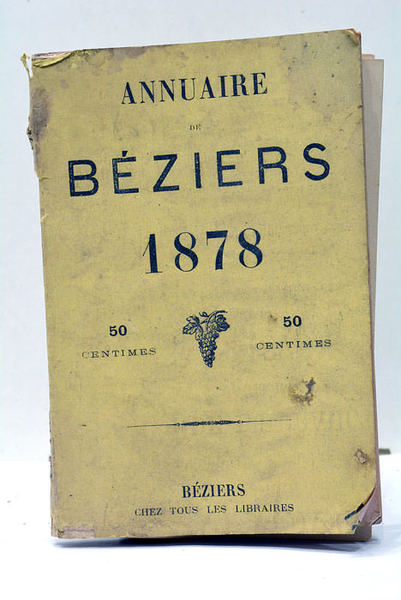 ANNUAIRE
DE
BÉZIERS
1878
50 50
CENTIMES CENTIMES
BÉZIERS
CHEZ TOUS LES LIBRAIRES